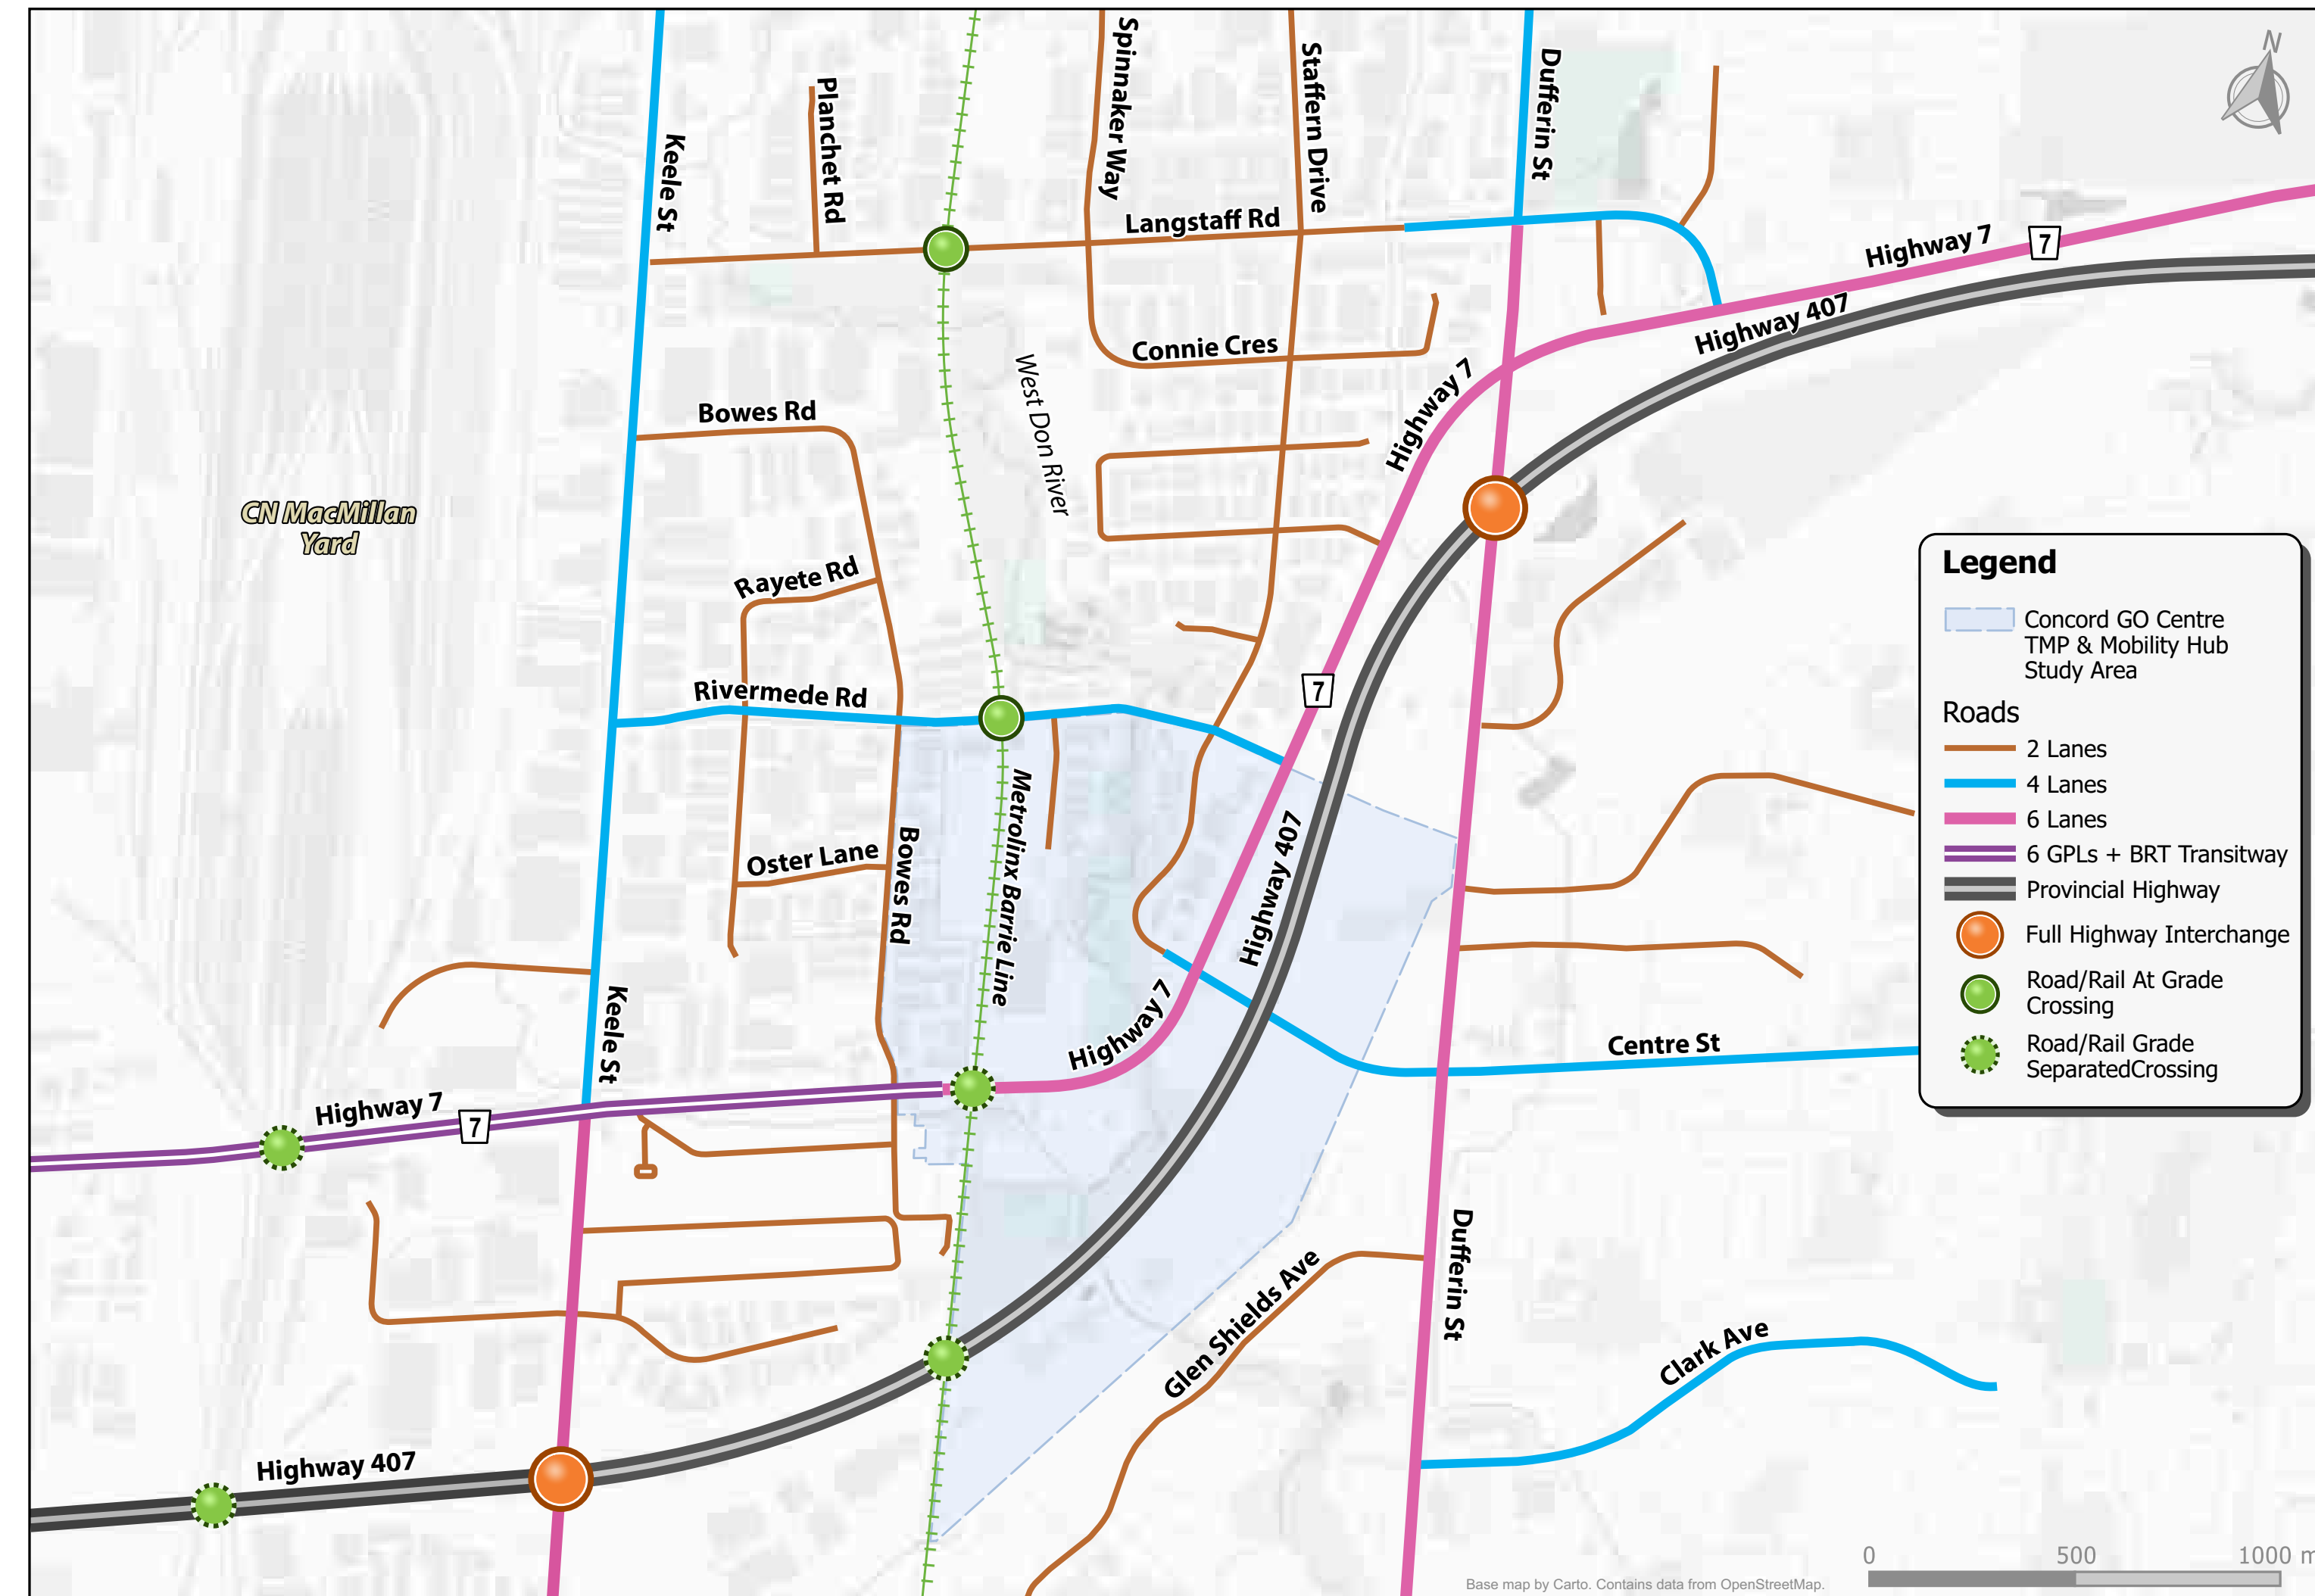 N
Spinnaker Way
Staffern Drive
Dufferin St
Planchet Rd
Keele St
Langstaff Rd
Highway 7
7
Highway 407
Connie Cres
West Don River
Highway 7
Bowes Rd
CN MacMillan
Yard
Rayete Rd
Rivermede Rd
7
Metrolinx Barrie Line
Oster Lane
Bowes Rd
Highway 407
Keele St
Highway 7
Centre St
Highway 7
7
Dufferin St
Glen Shields Ave
Clark Ave
Highway 407
Legend
Concord GO Centre
TMP & Mobility Hub
Study Area
Roads
2 Lanes
4 Lanes
6 Lanes
6 GPLs + BRT Transitway
Provincial Highway
Full Highway Interchange
Road/Rail At Grade
Crossing
Road/Rail Grade
SeparatedCrossing
0 500 1000 m
Base map by Carto. Contains data from OpenStreetMap.